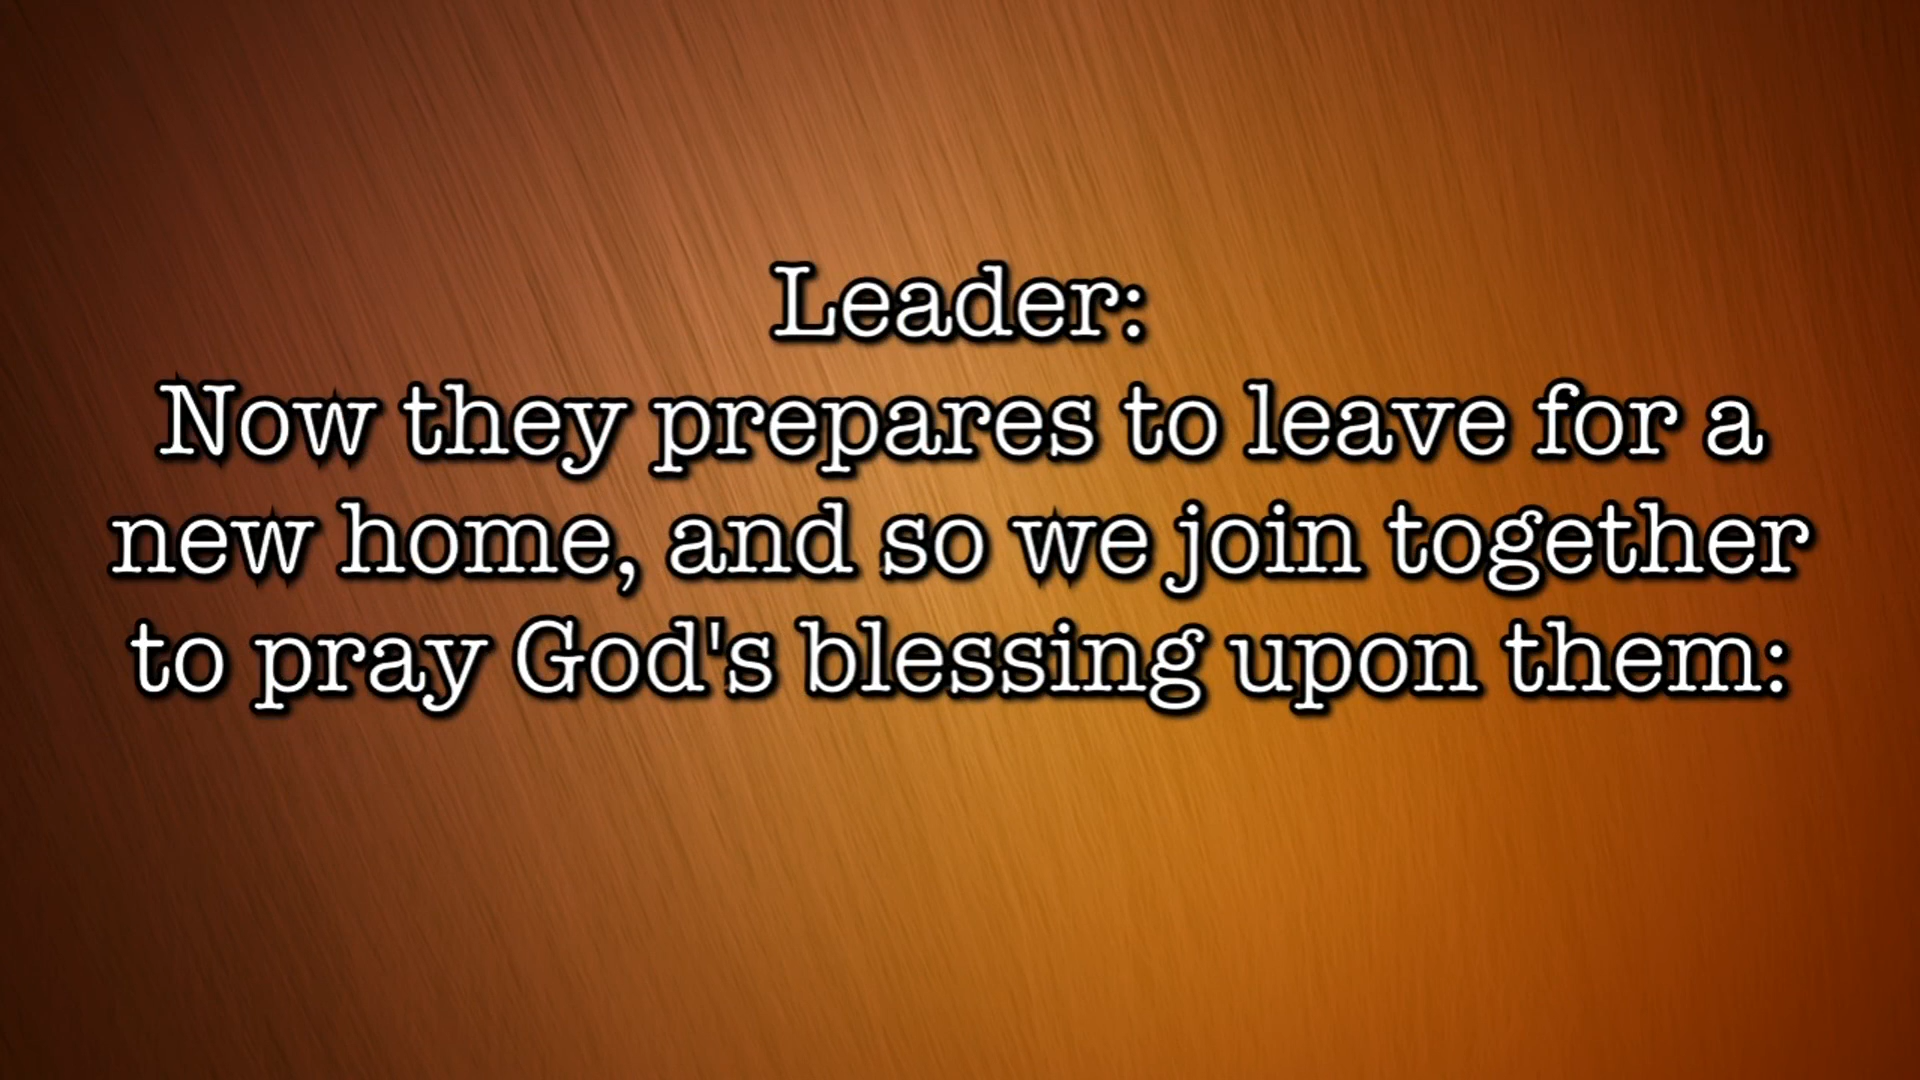 Leader:
Now they prepares to leave for a
new home, and so we join together
to pray God's blessing upon them: